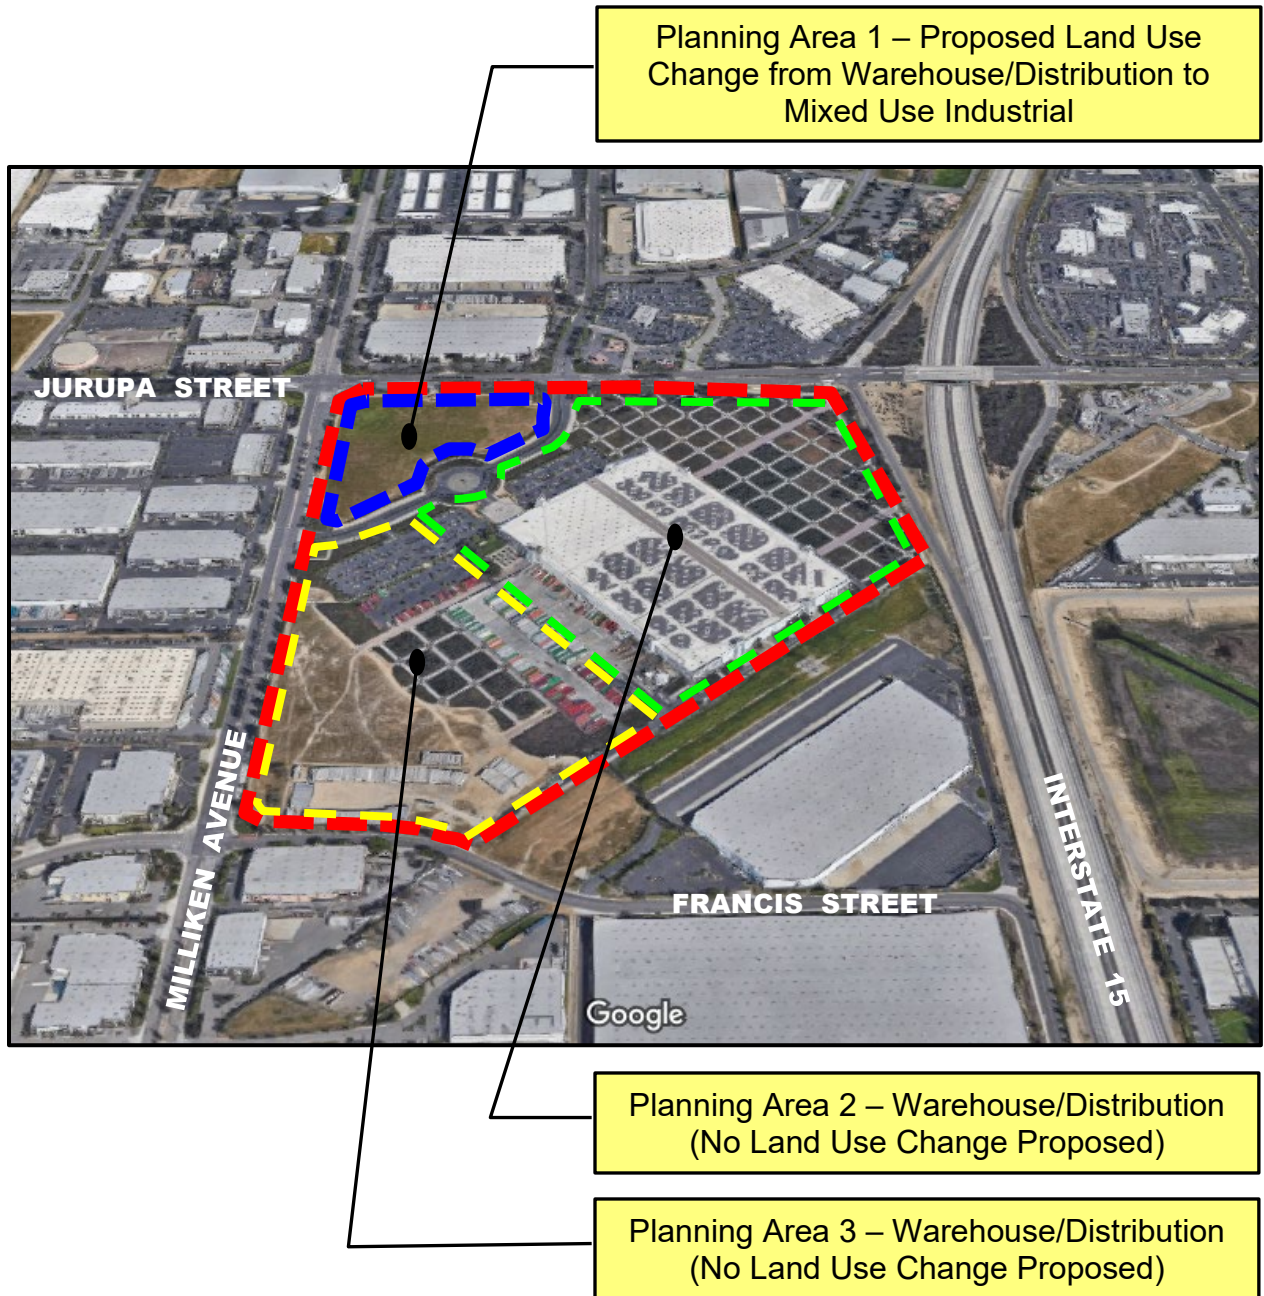 Planning Area 1 – Proposed Land Use
Change from Warehouse/Distribution to
Mixed Use Industrial
JURUPA STREET
MILLIKEN AVENUE
INTERSTATE 15
FRANCIS STREET
Google
Planning Area 2 – Warehouse/Distribution
(No Land Use Change Proposed)
Planning Area 3 – Warehouse/Distribution
(No Land Use Change Proposed)